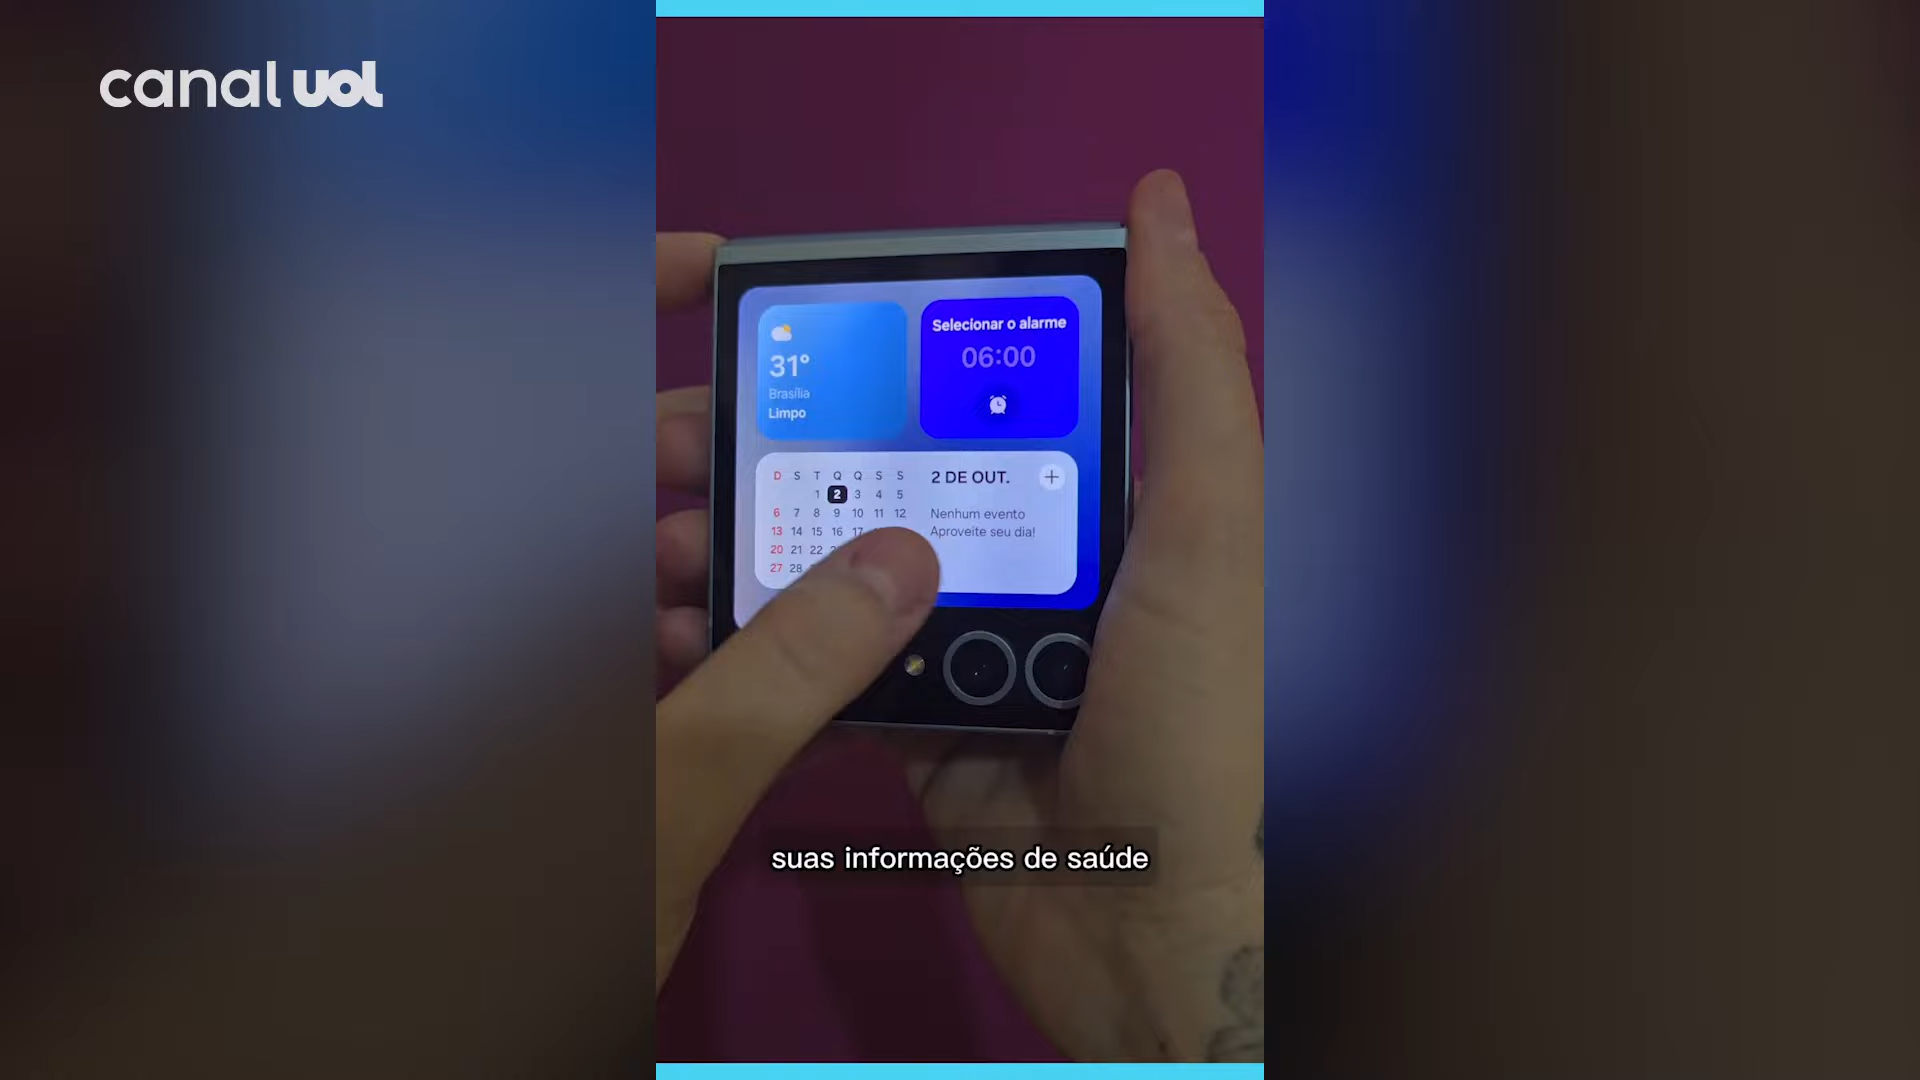 canal uol
31°
Brasília
Limpo
Selecionar o alarme
06:00
D S T Q Q S S
1 2 3 4 5
6 7 8 9 10 11 12
13 14 15 16 17
20 21 22
27 28
2 DE OUT.
Nenhum evento
Aproveite seu dia!
suas informações de saúde